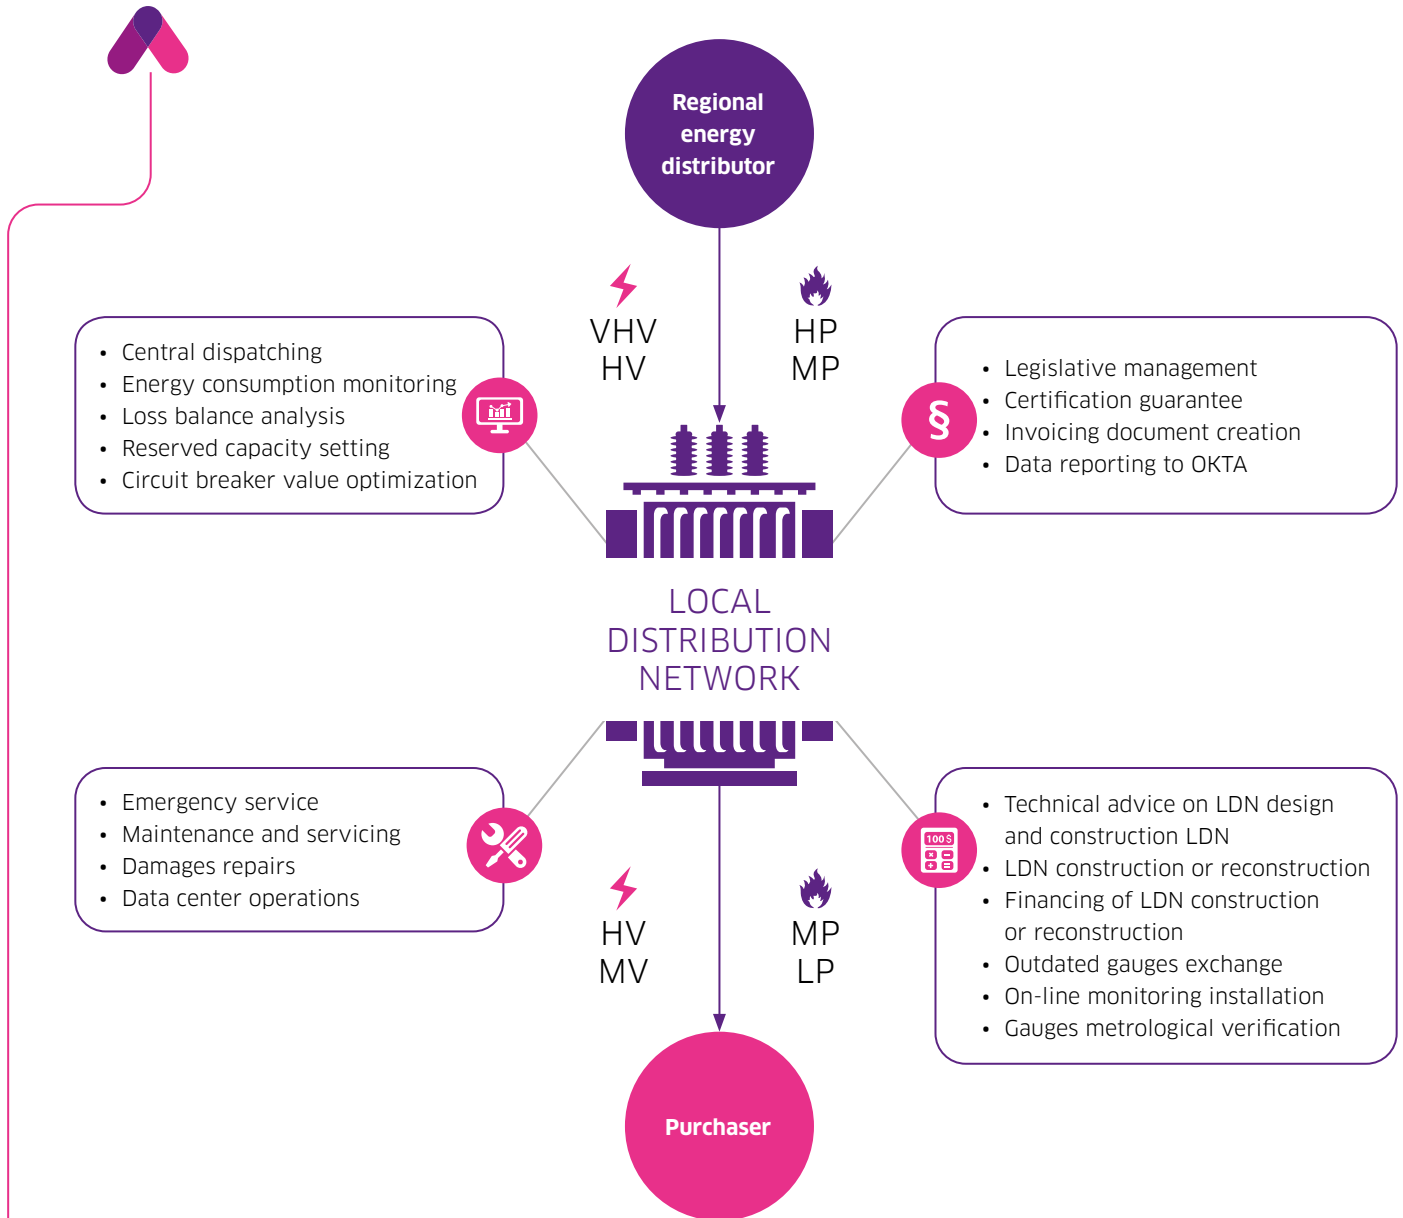 Regional
energy
distributor
VHV
HV
HP
MP
• Central dispatching
• Energy consumption monitoring
• Loss balance analysis
• Reserved capacity setting
• Circuit breaker value optimization
§
• Legislative management
• Certification guarantee
• Invoicing document creation
• Data reporting to OKTA
LOCAL
DISTRIBUTION
NETWORK
• Emergency service
• Maintenance and servicing
• Damages repairs
• Data center operations
100$
× −
+ =
• Technical advice on LDN design
and construction LDN
• LDN construction or reconstruction
• Financing of LDN construction
or reconstruction
• Outdated gauges exchange
• On-line monitoring installation
• Gauges metrological verification
HV
MV
MP
LP
Purchaser